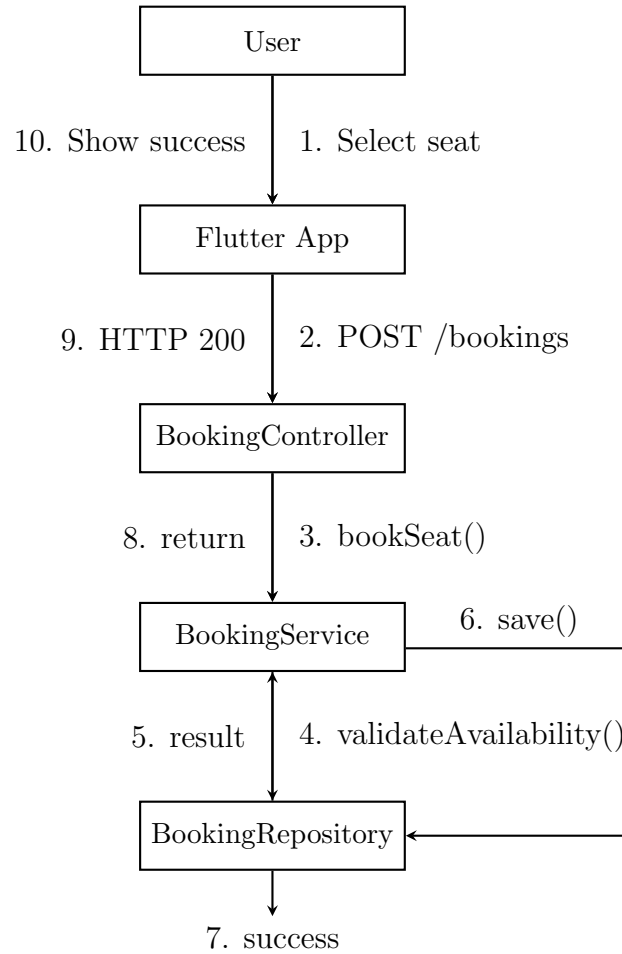 User
10. Show success
1. Select seat
Flutter App
9. HTTP 200
2. POST /bookings
BookingController
8. return
3. bookSeat()
BookingService
6. save()
5. result
4. validateAvailability()
BookingRepository
7. success